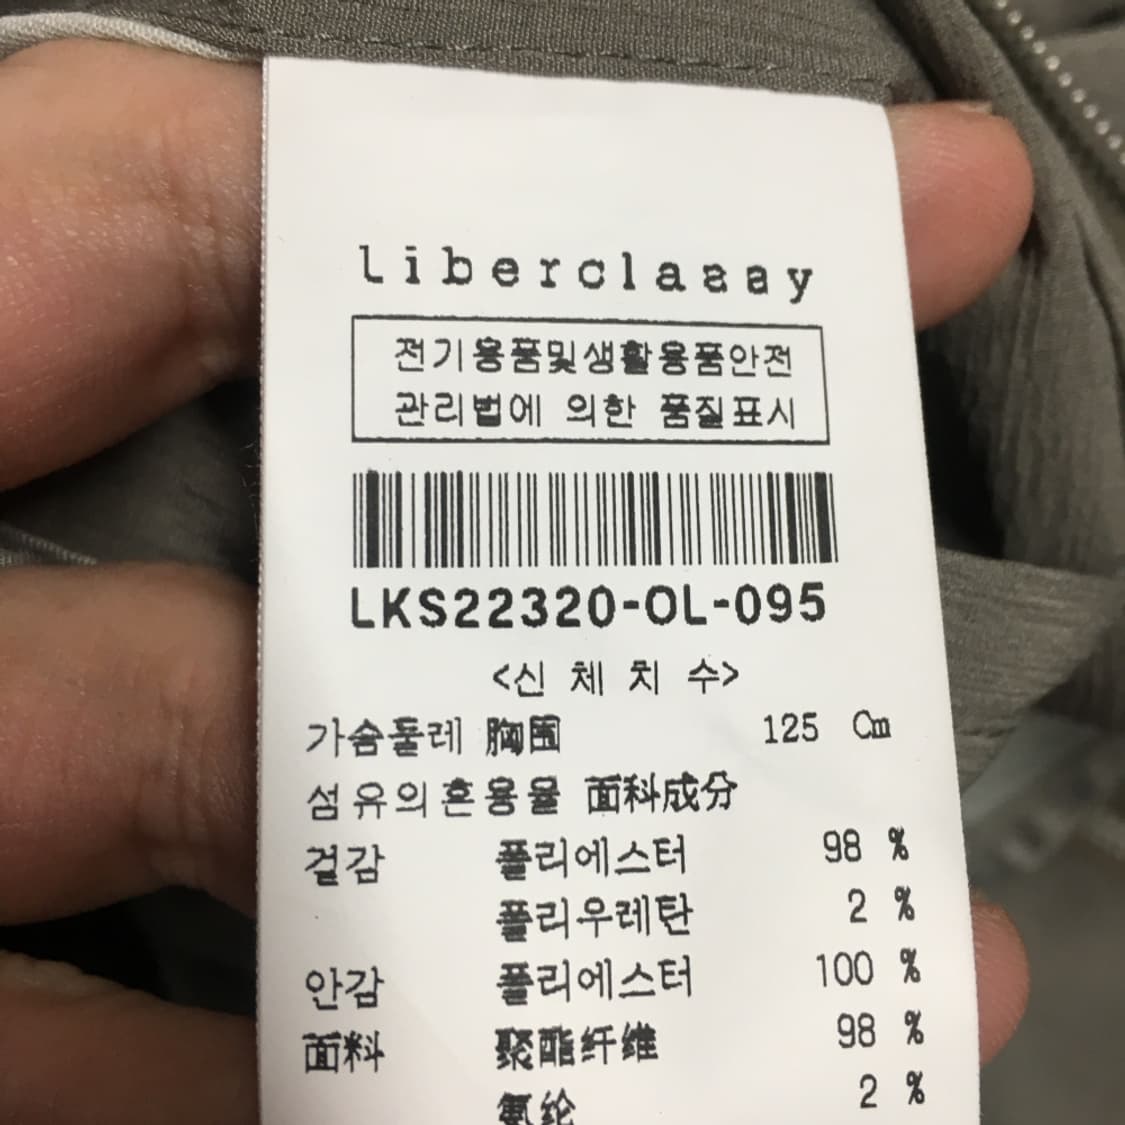 Liberclassy
전기용품및생활용품안전
관리법에 의한 품질표시
LKS22320-OL-095
<신 체 치 수>
가슴둘레 胸围 125 Cm
섬유의혼용율 面料成分
겉감 폴리에스터 98 %
폴리우레탄 2 %
안감 폴리에스터 100 %
面料 聚酯纤维 98 %
氨纶 2 %